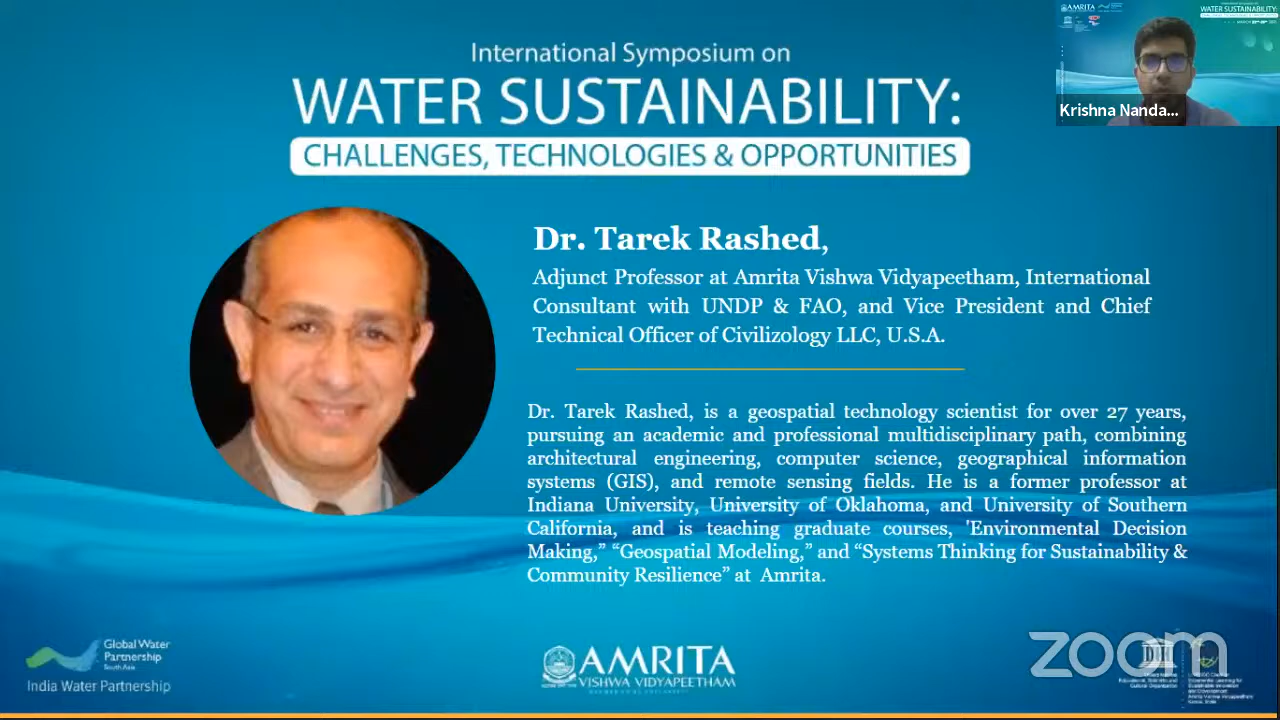 International Symposium on
WATER SUSTAINABILITY:
CHALLENGES, TECHNOLOGIES & OPPORTUNITIES
AMRITA
WATER SUSTAINABILITY:
Krishna Nanda...
Dr. Tarek Rashed,
Adjunct Professor at Amrita Vishwa Vidyapeetham, International
Consultant with UNDP & FAO, and Vice President and Chief
Technical Officer of Civilizology LLC, U.S.A.
Dr. Tarek Rashed, is a geospatial technology scientist for over 27 years,
pursuing an academic and professional multidisciplinary path, combining
architectural engineering, computer science, geographical information
systems (GIS), and remote sensing fields. He is a former professor at
Indiana University, University of Oklahoma, and University of Southern
California, and is teaching graduate courses, 'Environmental Decision
Making,” “Geospatial Modeling,” and “Systems Thinking for Sustainability &
Community Resilience” at Amrita.
Global Water
Partnership
South Asia
India Water Partnership
AMRITA
VISHWA VIDYAPEETHAM
zoom